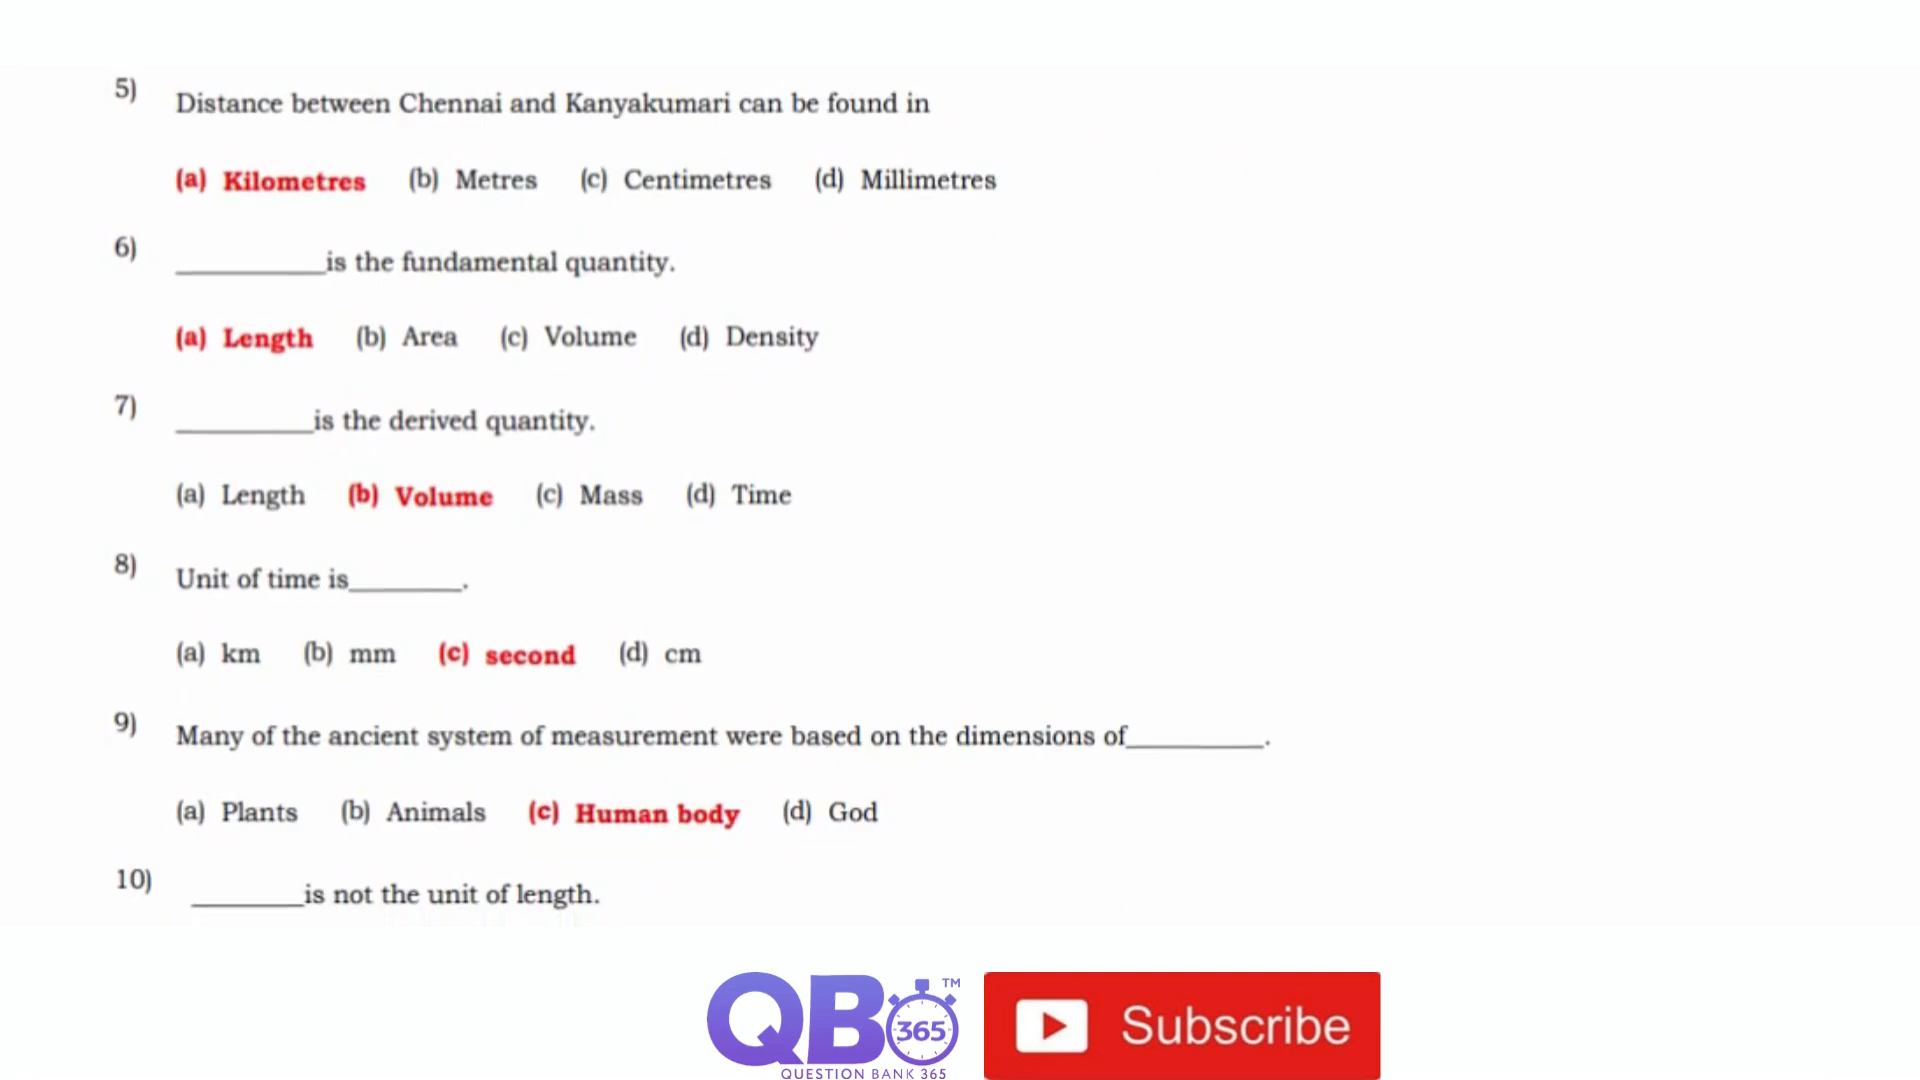 5) Distance between Chennai and Kanyakumari can be found in
(a) Kilometres (b) Metres (c) Centimetres (d) Millimetres
6) __________is the fundamental quantity.
(a) Length (b) Area (c) Volume (d) Density
7) __________is the derived quantity.
(a) Length (b) Volume (c) Mass (d) Time
8) Unit of time is________.
(a) km (b) mm (c) second (d) cm
9) Many of the ancient system of measurement were based on the dimensions of__________.
(a) Plants (b) Animals (c) Human body (d) God
10) ________is not the unit of length.
QB 365 TM
QUESTION BANK 365
Subscribe